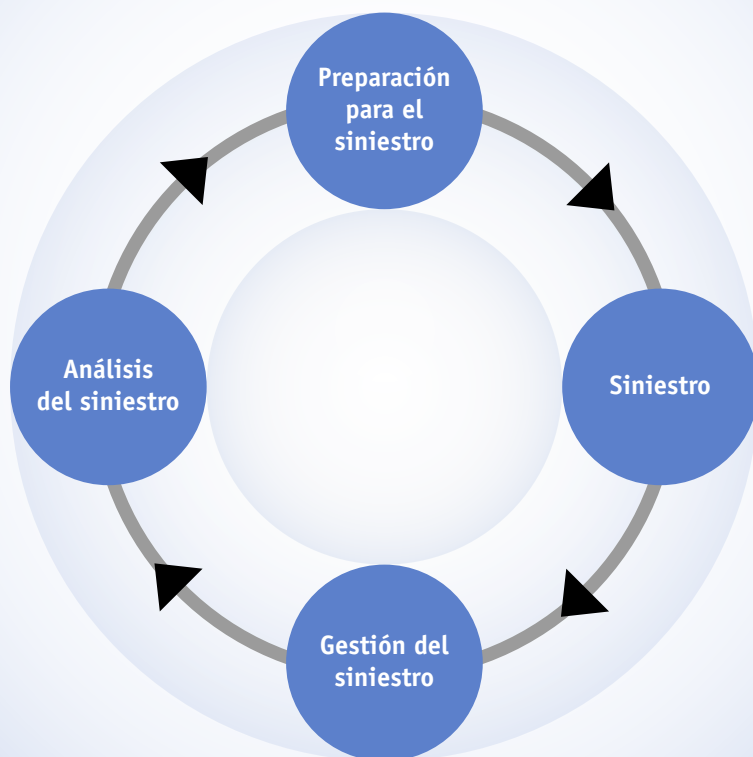 Preparación
para el
siniestro
Siniestro
Gestión del
siniestro
Análisis
del siniestro